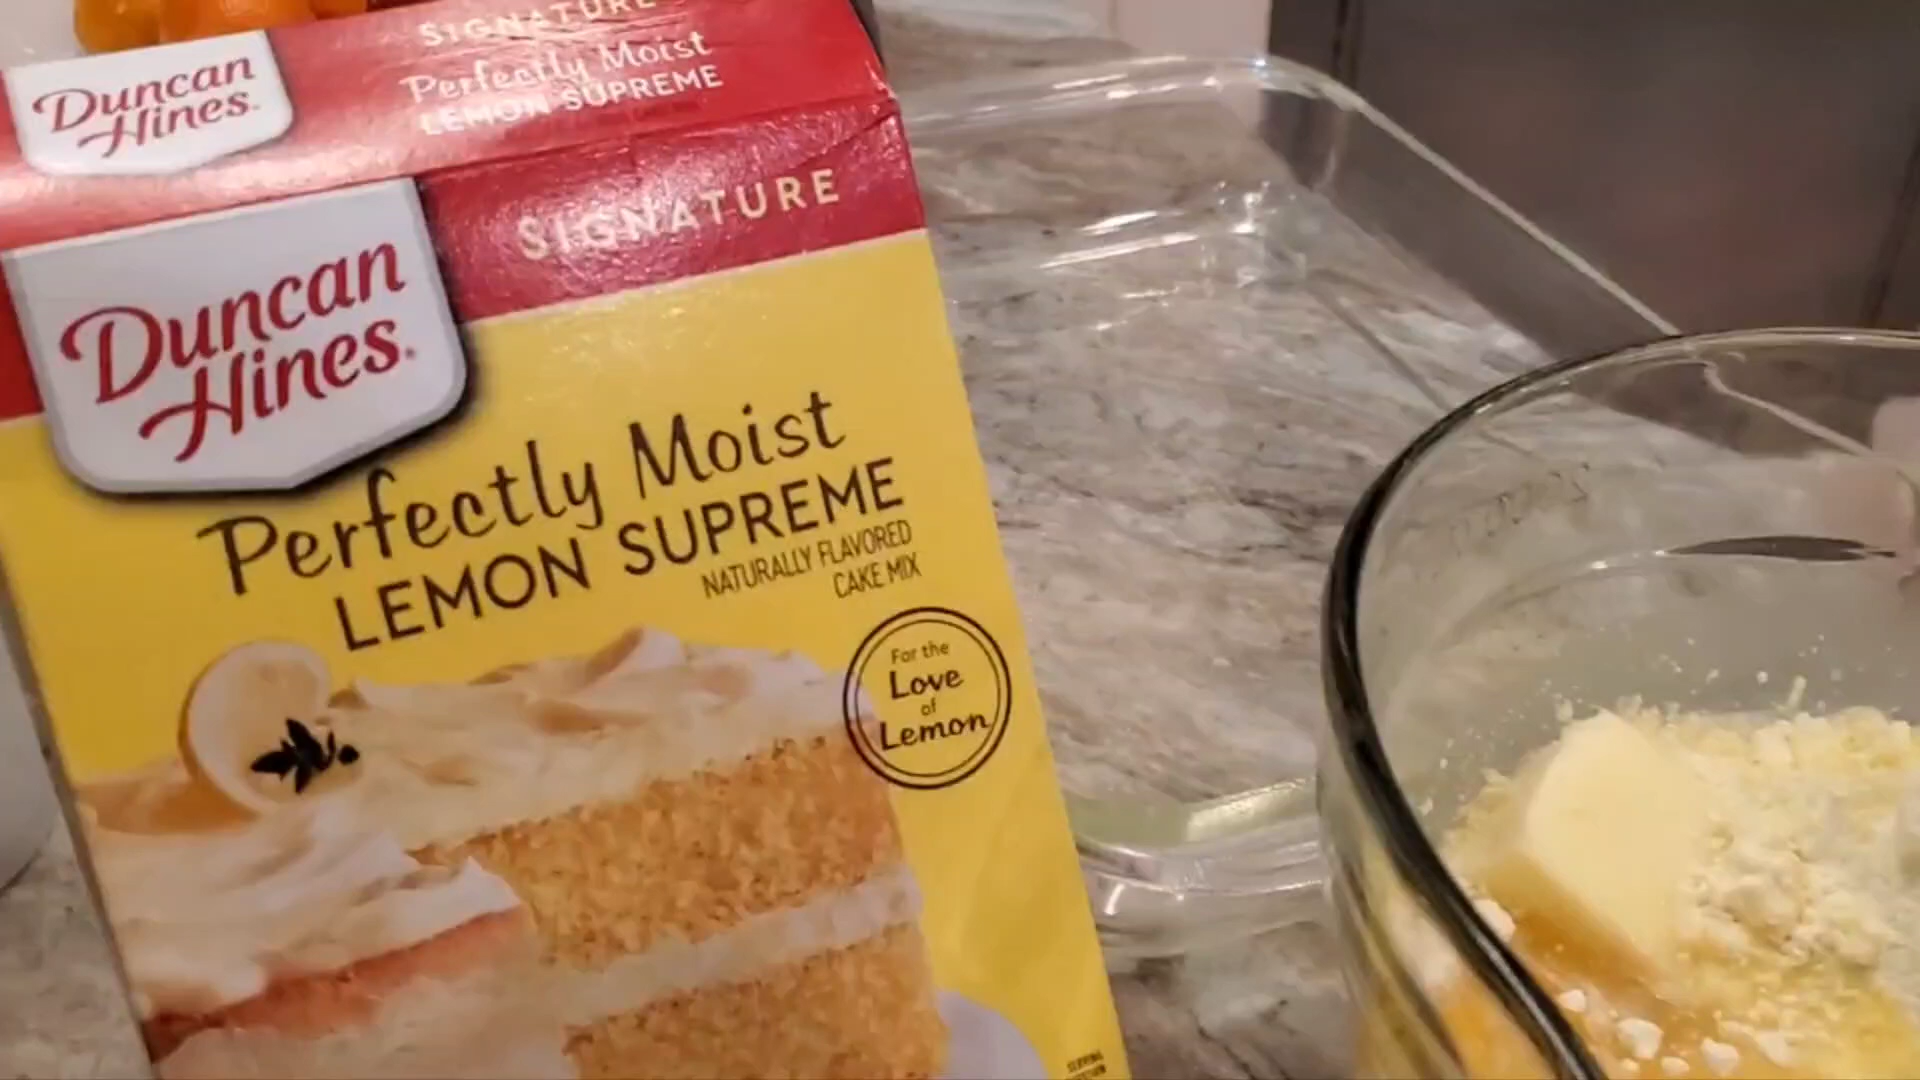 SIGNATURE
Perfectly Moist
LEMON SUPREME
Duncan
Hines
SIGNATURE
Duncan
Hines.
Perfectly Moist
LEMON SUPREME
NATURALLY FLAVORED
CAKE MIX
For the
Love
of
Lemon